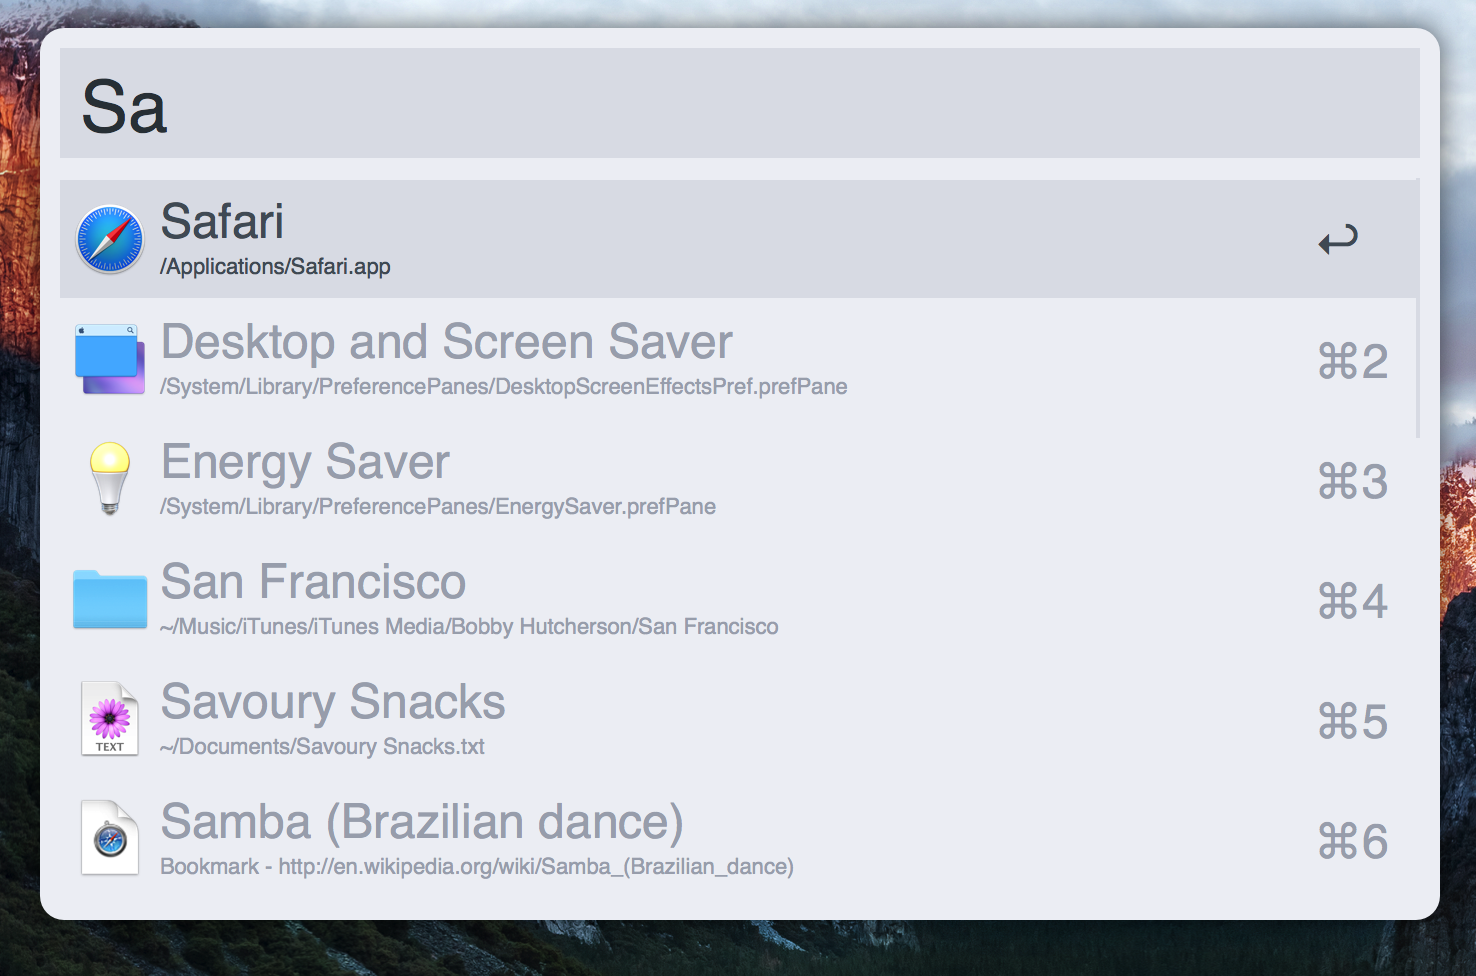 Sa
Safari
/Applications/Safari.app
Desktop and Screen Saver
/System/Library/PreferencePanes/DesktopScreenEffectsPref.prefPane
⌘2
Energy Saver
/System/Library/PreferencePanes/EnergySaver.prefPane
⌘3
San Francisco
~/Music/iTunes/iTunes Media/Bobby Hutcherson/San Francisco
⌘4
TEXT
Savoury Snacks
~/Documents/Savoury Snacks.txt
⌘5
Samba (Brazilian dance)
Bookmark - http://en.wikipedia.org/wiki/Samba_(Brazilian_dance)
⌘6